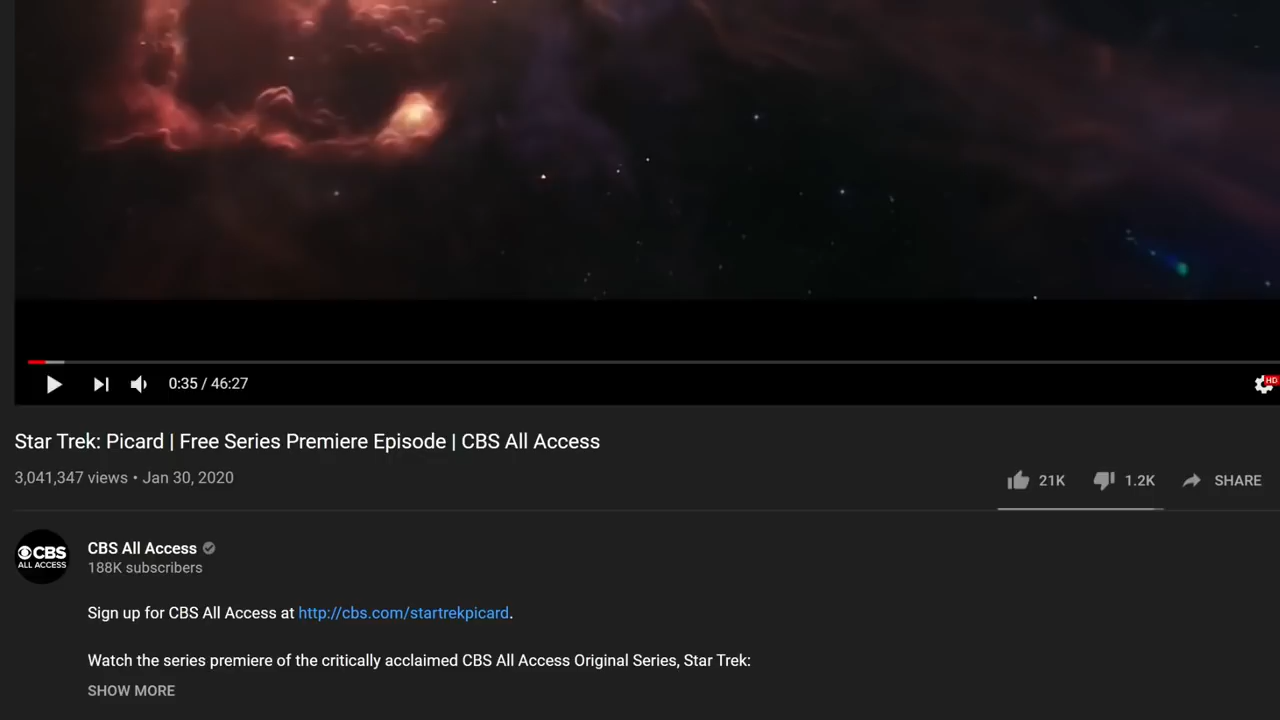 0:35 / 46:27
HD
Star Trek: Picard | Free Series Premiere Episode | CBS All Access
3,041,347 views • Jan 30, 2020
21K
1.2K
SHARE
CBS
ALL ACCESS
CBS All Access
188K subscribers
Sign up for CBS All Access at http://cbs.com/startrekpicard.
Watch the series premiere of the critically acclaimed CBS All Access Original Series, Star Trek:
SHOW MORE